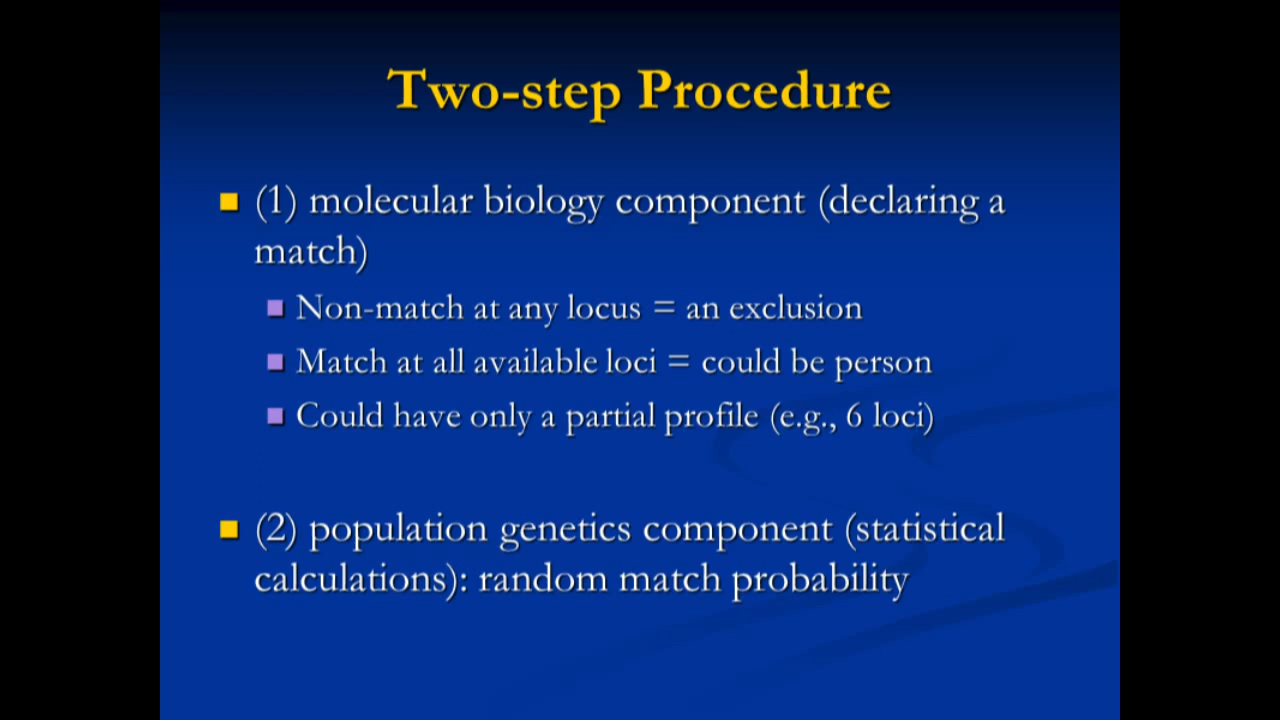 Two-step Procedure
(1) molecular biology component (declaring a
match)
Non-match at any locus = an exclusion
Match at all available loci = could be person
Could have only a partial profile (e.g., 6 loci)
(2) population genetics component (statistical
calculations): random match probability